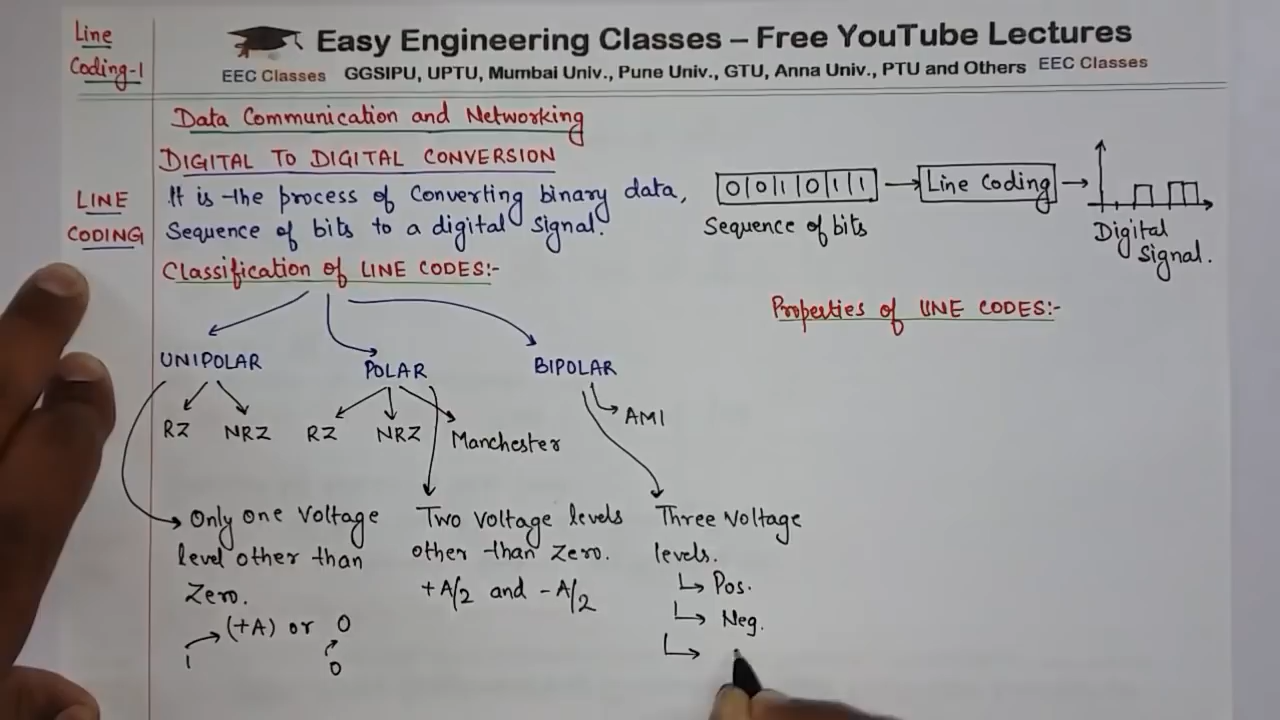 Line
Coding-1
Easy Engineering Classes – Free YouTube Lectures
EEC Classes GGSIPU, UPTU, Mumbai Univ., Pune Univ., GTU, Anna Univ., PTU and Others EEC Classes
Data Communication and Networking
DIGITAL TO DIGITAL CONVERSION
LINE
CODING
It is the process of Converting binary data,
Sequence of bits to a digital Signal.
0 0 1 0 1 1
Sequence of bits
Line Coding
Digital
Signal.
Classification of LINE CODES:-
Properties of LINE CODES:-
UNIPOLAR
POLAR
BIPOLAR
RZ NRZ
RZ NRZ Manchester
AMI
Only one Voltage
level other than
Zero.
(+A) or 0
1 0
Two Voltage levels
other than Zero.
+A/2 and -A/2
Three Voltage
levels.
Pos.
Neg.